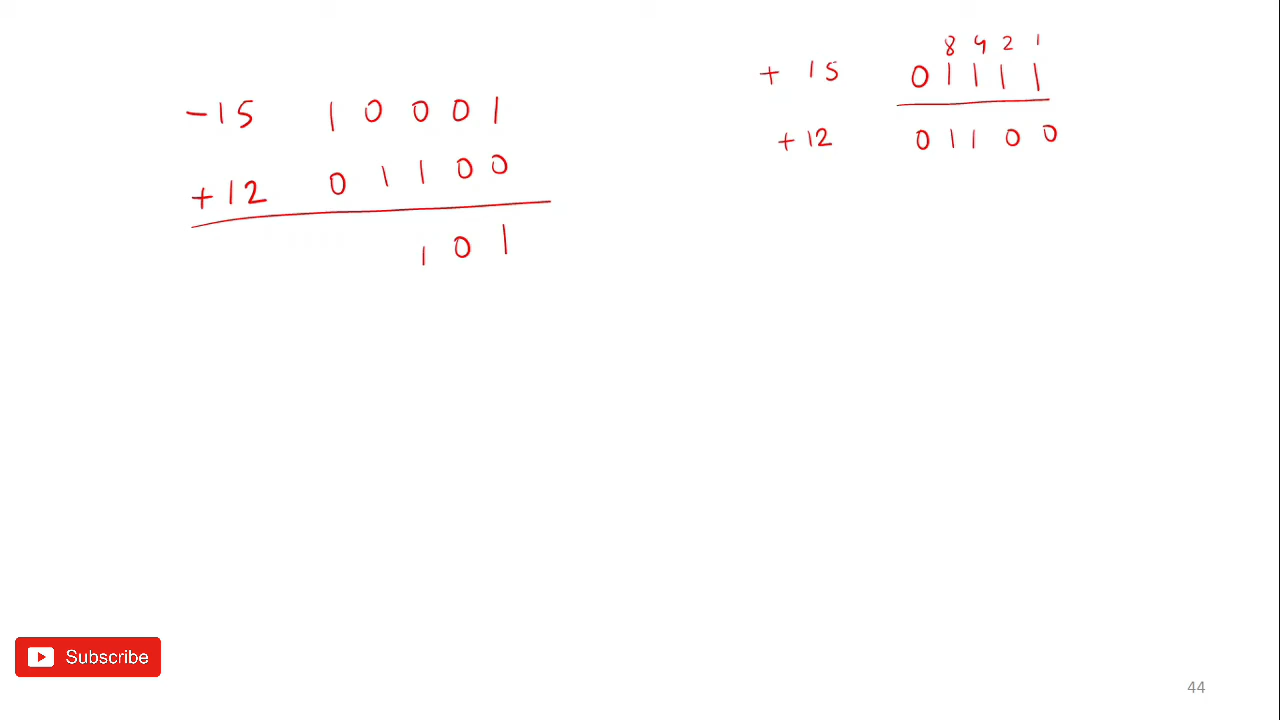 -15 1 0 0 0 1
+12 0 1 1 0 0
1 0 1
8 4 2 1
+ 15 0 1 1 1 1
+12 0 1 1 0 0
Subscribe
44